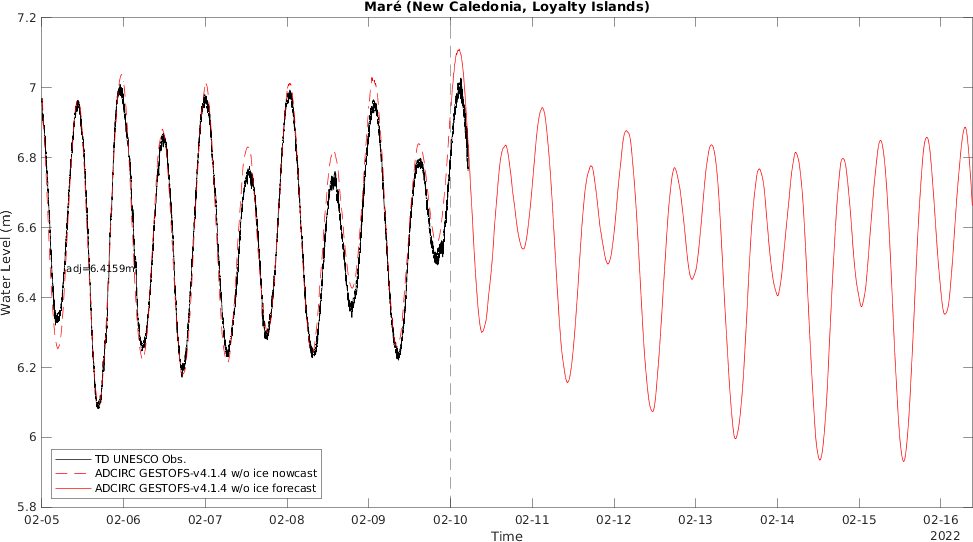 Maré (New Caledonia, Loyalty Islands)
7.2
7
6.8
6.6
6.4
6.2
6
5.8
Water Level (m)
adj=6.4159m
TD UNESCO Obs.
ADCIRC GESTOFS-v4.1.4 w/o ice nowcast
ADCIRC GESTOFS-v4.1.4 w/o ice forecast
02-05 02-06 02-07 02-08 02-09 02-10 02-11 02-12 02-13 02-14 02-15 02-16
Time
2022